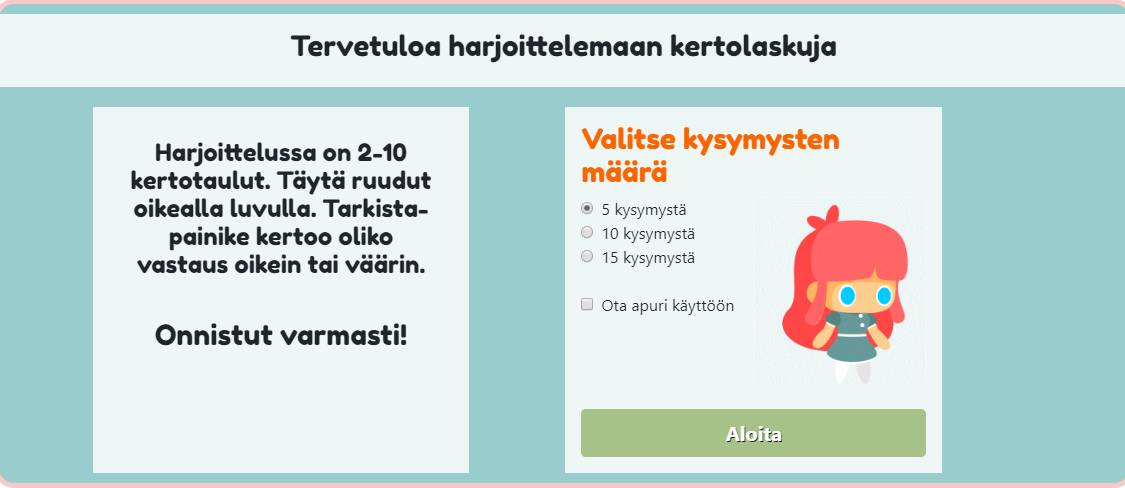 Tervetuloa harjoittelemaan kertolaskuja
Harjoittelussa on 2-10
kertotaulut. Täytä ruudut
oikealla luvulla. Tarkista-
painike kertoo oliko
vastaus oikein tai väärin.
Onnistut varmasti!
Valitse kysymysten
määrä
5 kysymystä
10 kysymystä
15 kysymystä
Ota apuri käyttöön
Aloita